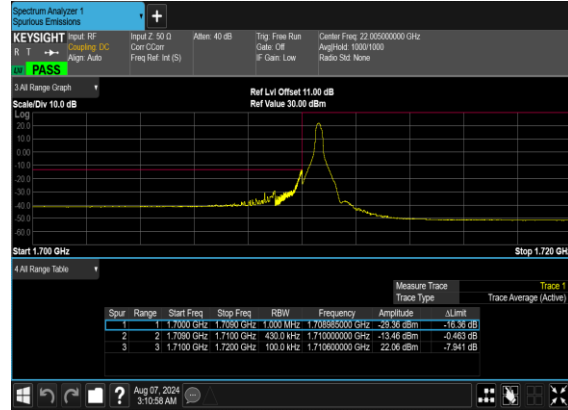 Spectrum Analyzer 1
Spurious Emissions
KEYSIGHT Input: RF Input Z: 50 Ω Atten: 40 dB Trig: Free Run Center Freq: 22.005000000 GHz
R T Coupling: DC Corr CCorr Gate: Off Avg|Hold: 1000/1000
Align: Auto Freq Ref: Int (S) IF Gain: Low Radio Std: None
LM PASS
3 All Range Graph
Ref Lvl Offset 11.00 dB
Scale/Div 10.0 dB Ref Value 30.00 dBm
Log
20.0
10.0
0.00
-10.0
-20.0
-30.0
-40.0
-50.0
-60.0
Start 1.700 GHz Stop 1.720 GHz
4 All Range Table
Measure Trace Trace 1
Trace Type Trace Average (Active)
Spur Range Start Freq Stop Freq RBW Frequency Amplitude ΔLimit
1 1 1.7000 GHz 1.7090 GHz 1.000 MHz 1.708985000 GHz -29.36 dBm -16.36 dB
2 2 1.7090 GHz 1.7100 GHz 430.0 kHz 1.710000000 GHz -13.46 dBm -0.463 dB
3 3 1.7100 GHz 1.7200 GHz 100.0 kHz 1.710600000 GHz 22.06 dBm -7.941 dB
? Aug 07, 2024
3:10:58 AM